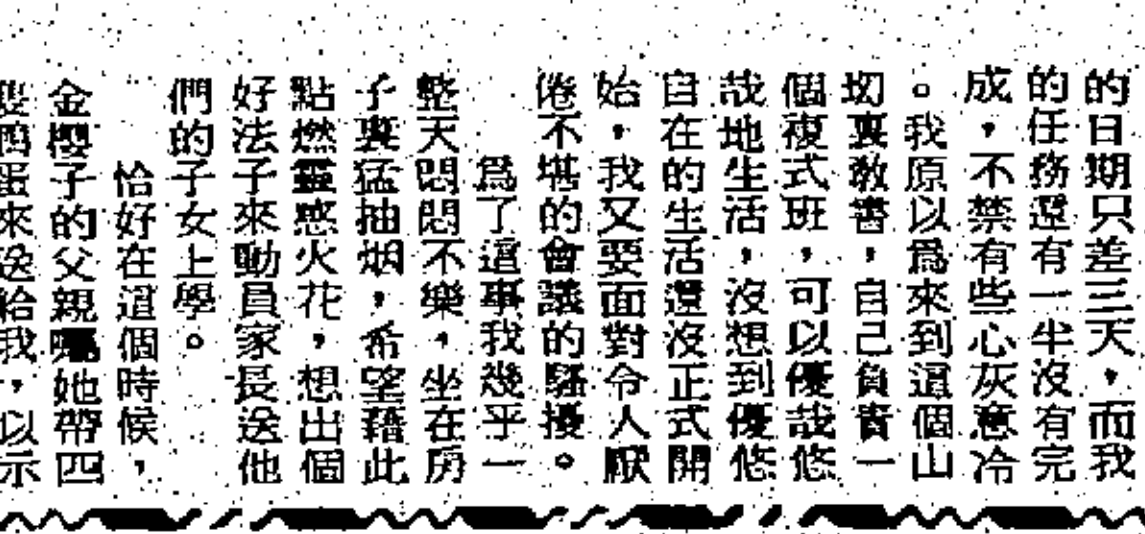 的日期只差三天，而我
的任務還有一半沒有完
成，不禁有些心灰意冷
。我原以爲來到這個山
坳裏教書，自己負責一
個複式班，可以優哉悠
哉地生活，沒想到優悠
自在的生活還沒正式開
始，我又要面對令人厭
倦不堪的會議的騷擾。
爲了這事我幾乎一
整天悶悶不樂，坐在房
子裏猛抽烟，希望藉此
點燃靈感火花，想出個
好法子來動員家長送他
們的子女上學。
恰好在這個時候，
金櫻子的父親囑她帶四
鴨蛋來送給我，以示